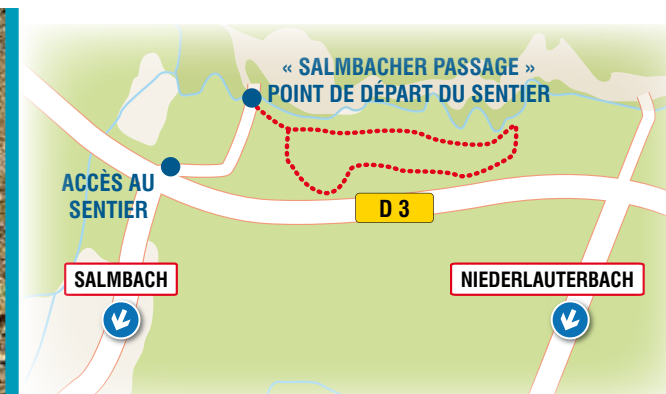 « SALMBACHER PASSAGE »
POINT DE DÉPART DU SENTIER
ACCÈS AU
SENTIER
D 3
SALMBACH
NIEDERLAUTERBACH